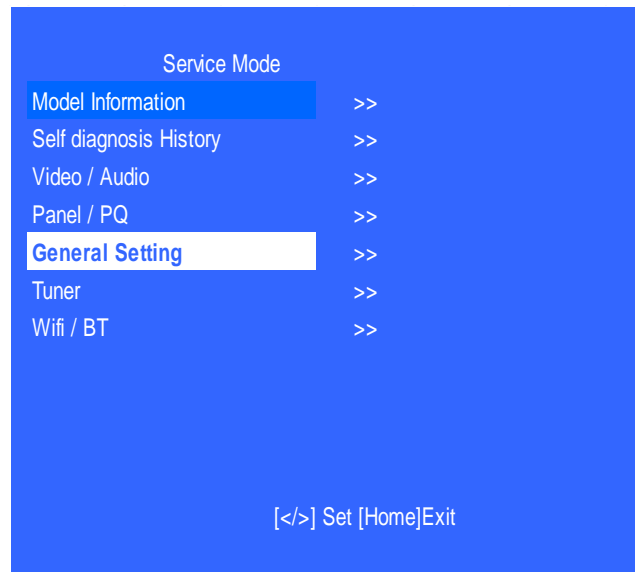 Service Mode
Model Information >>
Self diagnosis History >>
Video / Audio >>
Panel / PQ >>
General Setting >>
Tuner >>
Wifi / BT >>
[</>] Set [Home]Exit